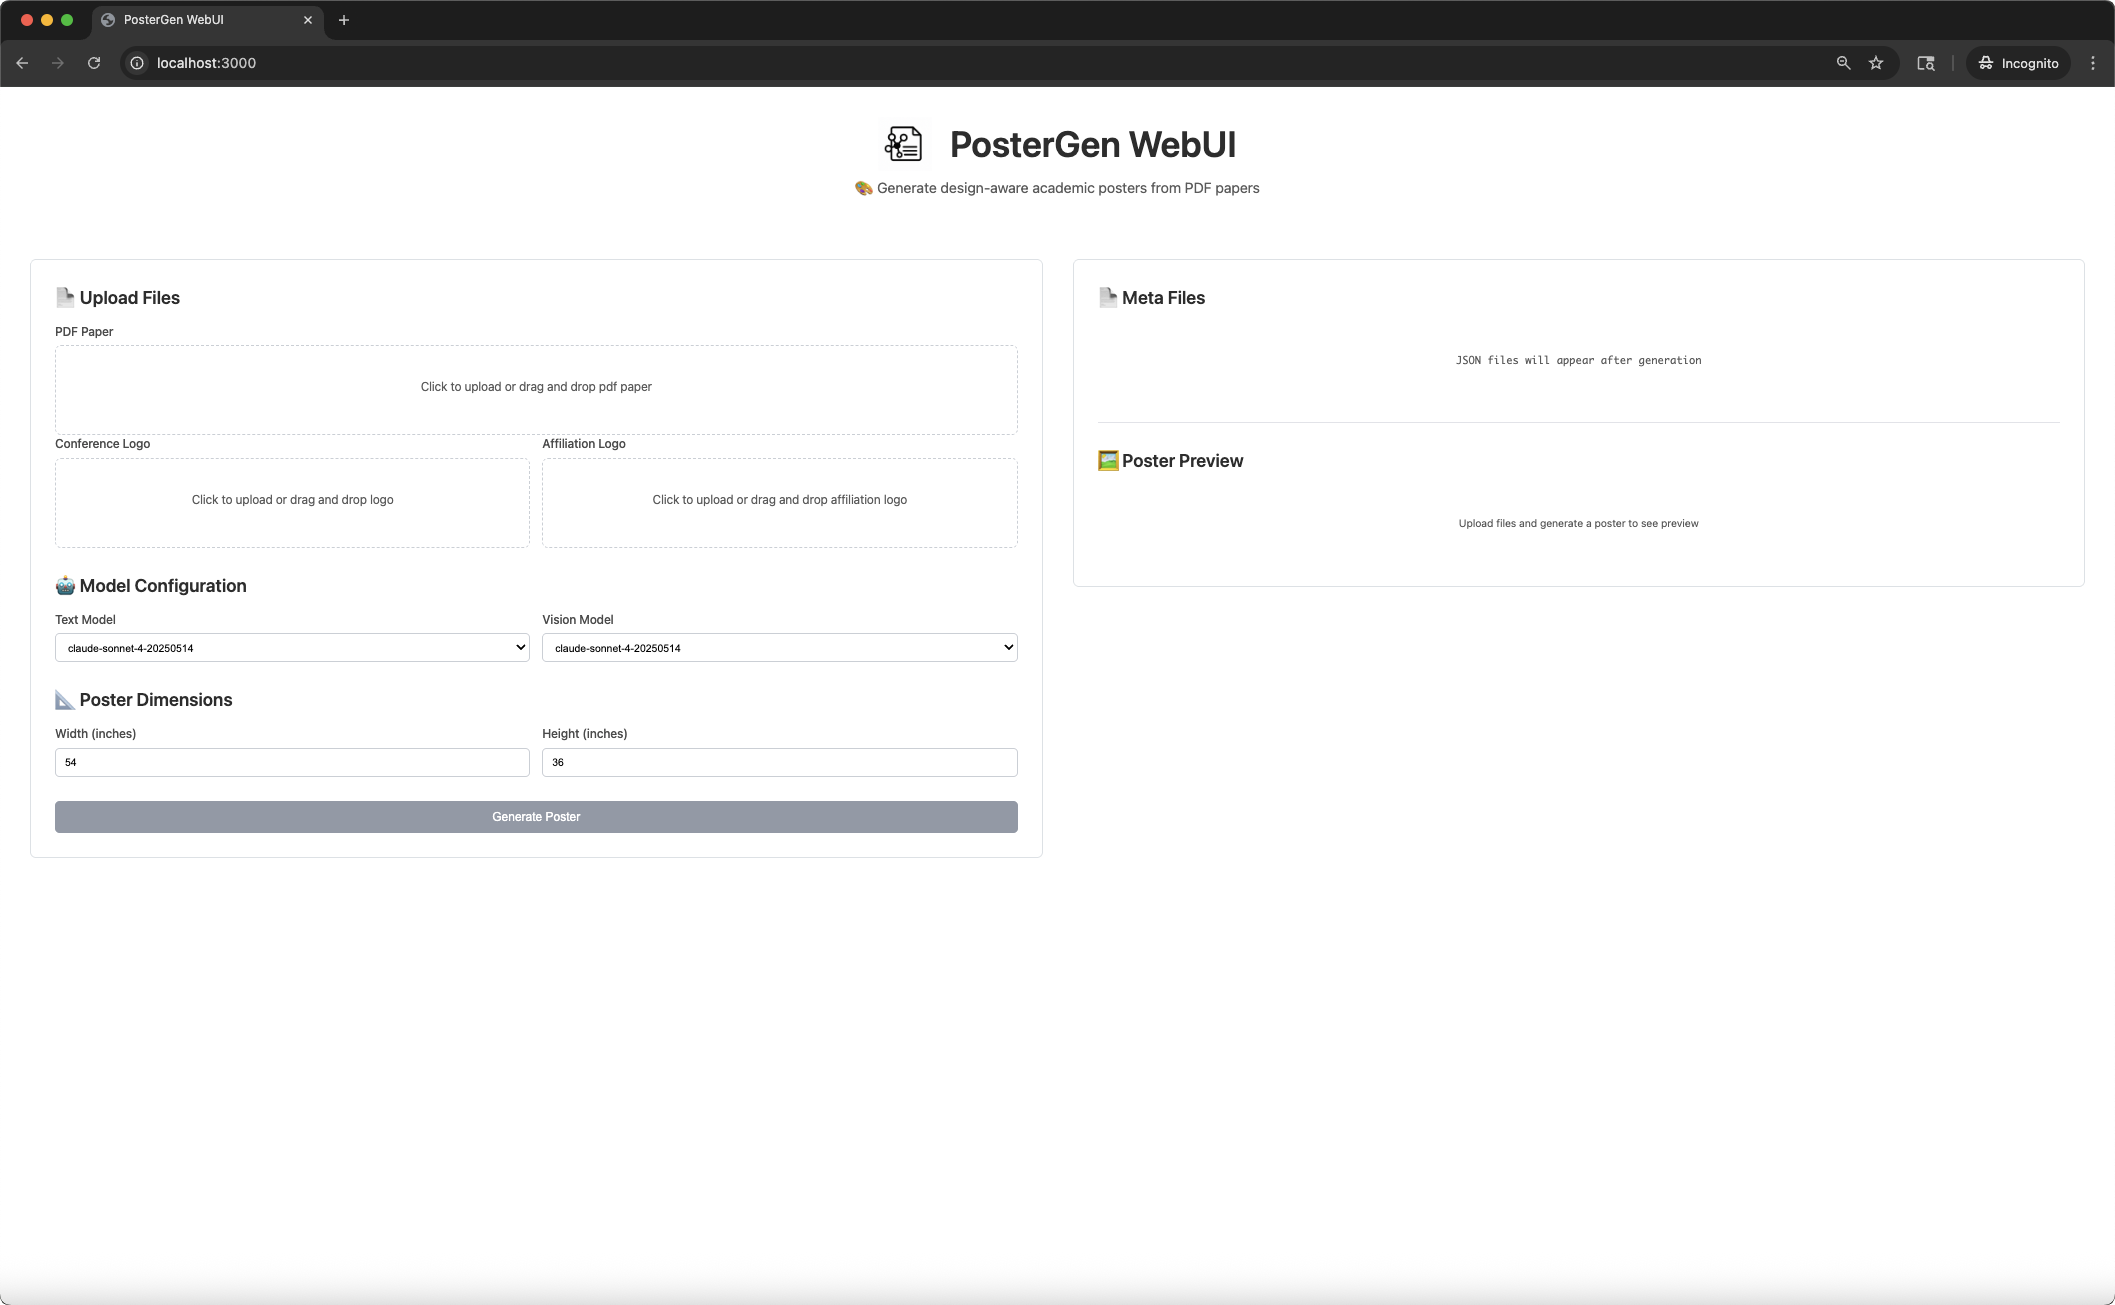 PosterGen WebUI
localhost:3000
Incognito
PosterGen WebUI
🎨 Generate design-aware academic posters from PDF papers
📄 Upload Files
PDF Paper
Click to upload or drag and drop pdf paper
Conference Logo
Affiliation Logo
Click to upload or drag and drop logo
Click to upload or drag and drop affiliation logo
🤖 Model Configuration
Text Model
Vision Model
claude-sonnet-4-20250514
claude-sonnet-4-20250514
📐 Poster Dimensions
Width (inches)
Height (inches)
54
36
Generate Poster
📄 Meta Files
JSON files will appear after generation
🖼️ Poster Preview
Upload files and generate a poster to see preview